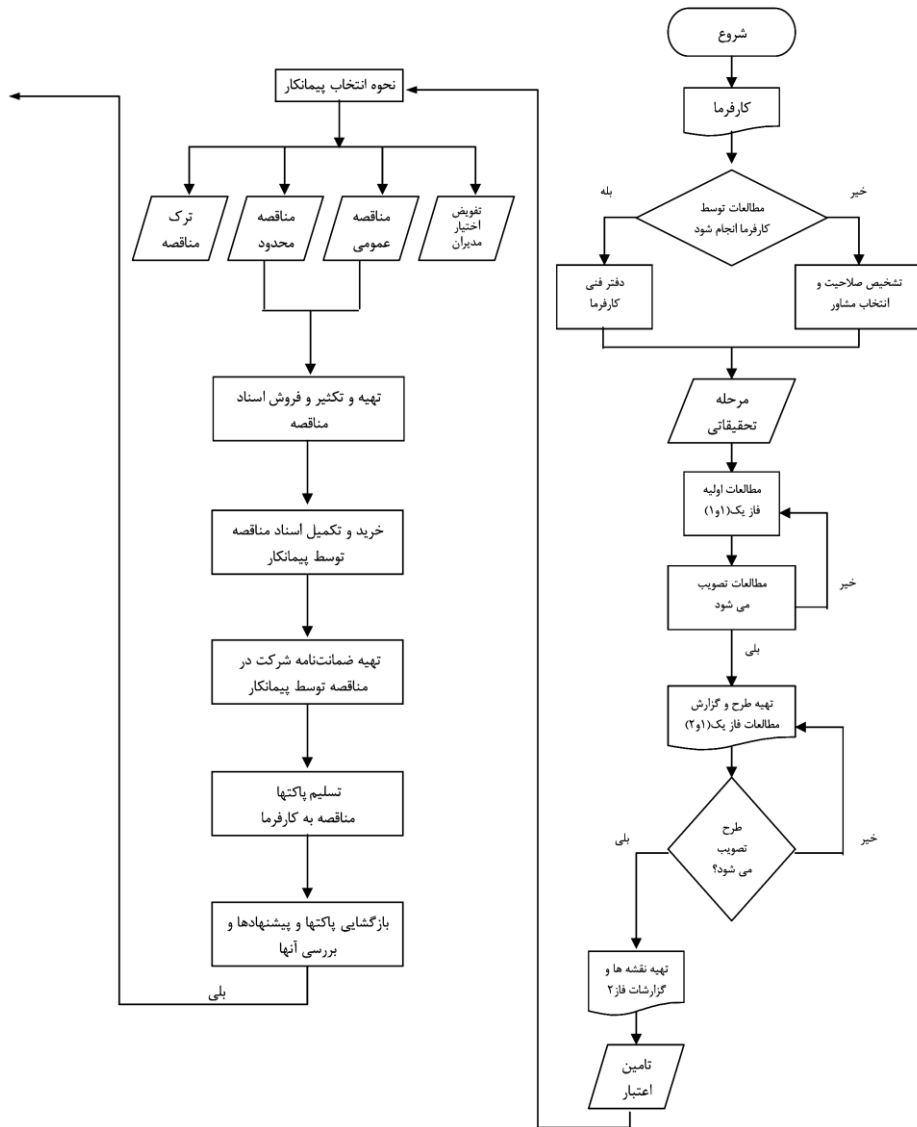 شروع
کارفرما
خیر
بله
مطالعات توسط
کارفرما انجام شود
تشخیص صلاحیت و
انتخاب مشاور
دفتر فنی
کارفرما
مرحله
تحقیقاتی
مطالعات اولیه
فاز یک(۱و۱)
مطالعات تصویب
می شود
خیر
بلی
تهیه طرح و گزارش
مطالعات فاز یک(۱و۲)
طرح
تصویب
می شود؟
خیر
بلی
تهیه نقشه ها و
گزارشات فاز۲
تامین
اعتبار
نحوه انتخاب پیمانکار
تفویض
اختیار
مدیران
مناقصه
عمومی
مناقصه
محدود
ترک
مناقصه
تهیه و تکثیر و فروش اسناد
مناقصه
خرید و تکمیل أسناد مناقصه
توسط پیمانکار
تهیه ضمانت‌نامه شرکت در
مناقصه توسط پیمانکار
تسلیم پاکتها
مناقصه به کارفرما
بازگشایی پاکتها و پیشنهادها و
بررسی آنها
بلی